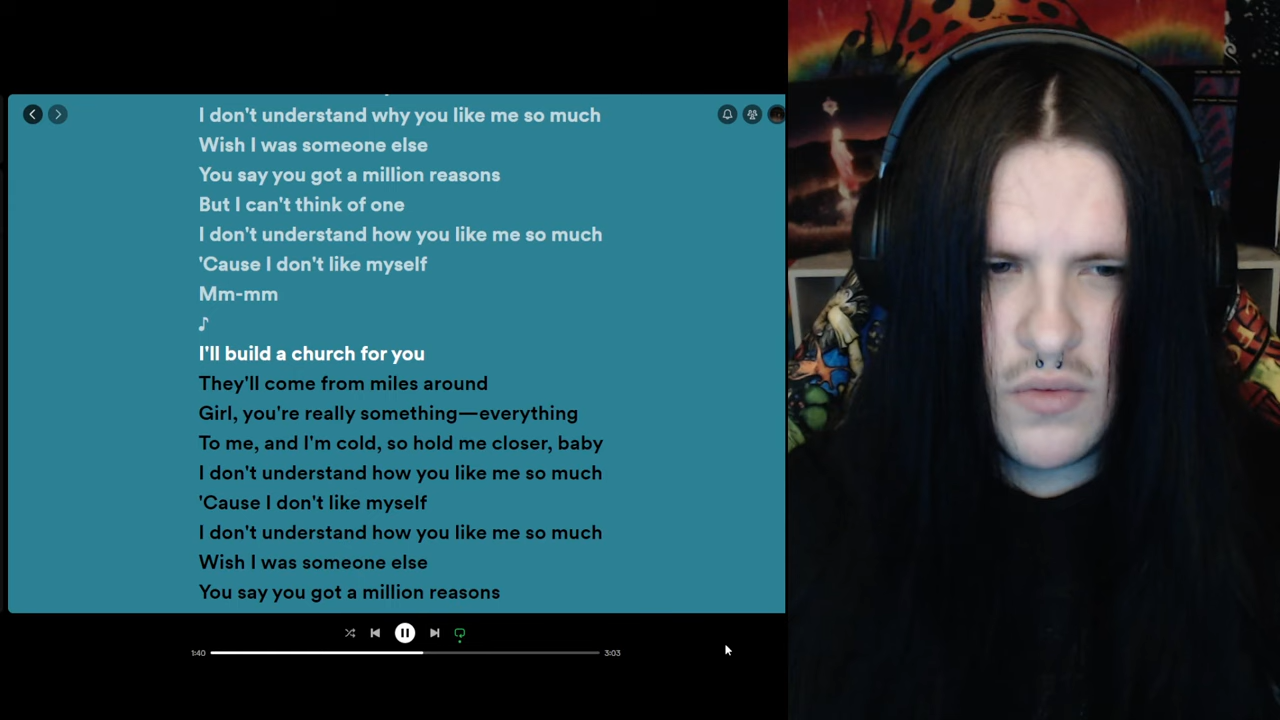 I don't understand why you like me so much
Wish I was someone else
You say you got a million reasons
But I can't think of one
I don't understand how you like me so much
'Cause I don't like myself
Mm-mm
♪
I'll build a church for you
They'll come from miles around
Girl, you're really something—everything
To me, and I'm cold, so hold me closer, baby
I don't understand how you like me so much
'Cause I don't like myself
I don't understand how you like me so much
Wish I was someone else
You say you got a million reasons
1:40
3:03